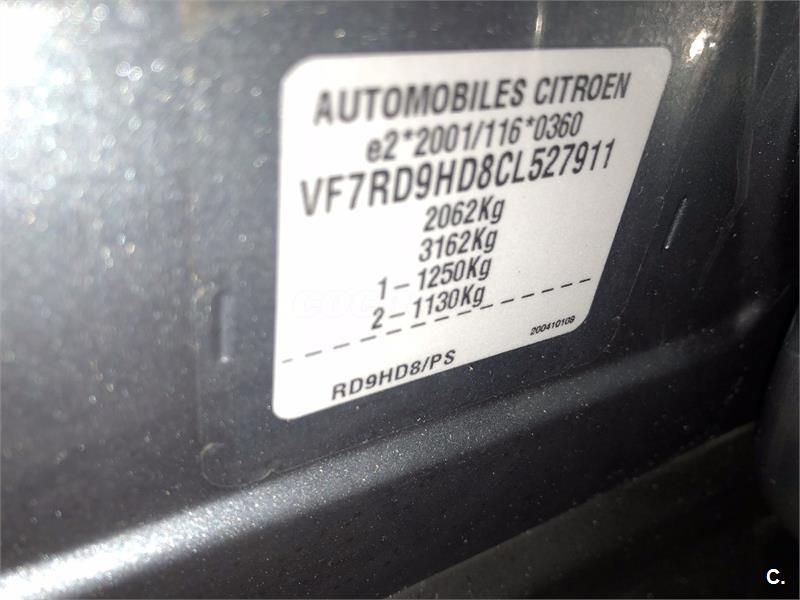 AUTOMOBILES CITROEN
e2*2001/116*0360
VF7RD9HD8CL527911
2062Kg
3162Kg
1-1250Kg
2-1130Kg
200410109
RD9HD8/PS
C.